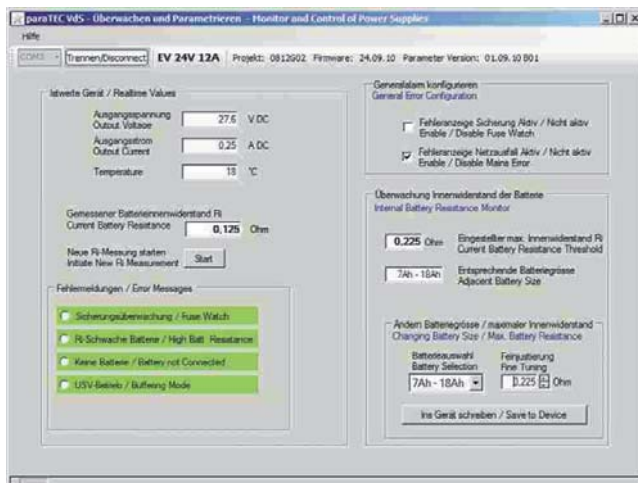 paraTEC VdS - Überwachen und Parametrieren - Monitor and Control of Power Supplies
Hilfe
COM3 Trennen/Disconnect EV 24V 12A Projekt: 0812G02 Firmware: 24.09.10 Parameter Version: 01.09.10 B01
Istwerte Gerät / Realtime Values
Ausgangsspannung
Output Voltage
27.6 V DC
Ausgangsstrom
Output Current
0.25 A DC
Temperature 18 °C
Gemessener Batterieinnenwiderstand Ri
Current Battery Resistance
0,125 Ohm
Neue Ri-Messung starten
Initiate New Ri Measurement
Start
Fehlermeldungen / Error Messages
Sicherungsüberwachung / Fuse Watch
Ri-Schwache Batterie / High Batt Resistance
Keine Batterie / Battery not Connected
USV-Betrieb / Buffering Mode
Generalalarm konfigurieren
General Error Configuration
Fehleranzeige Sicherung Aktiv / Nicht aktiv
Enable / Disable Fuse Watch
Fehleranzeige Netzausfall Aktiv / Nicht aktiv
Enable / Disable Mains Error
Überwachung Innenwiderstand der Batterie
Internal Battery Resistance Monitor
0,225 Ohm
Eingestellter max. Innenwiderstand Ri
Current Battery Resistance Threshold
7Ah - 18Ah
Entsprechende Batteriegrösse
Adjacent Battery Size
Ändern Batteriegrösse / maximaler Innenwiderstand
Changing Battery Size / Max. Battery Resistance
Batterieauswahl
Battery Selection
7Ah - 18Ah
Feinjustierung
Fine Tuning
0.225 Ohm
Ins Gerät schreiben / Save to Device